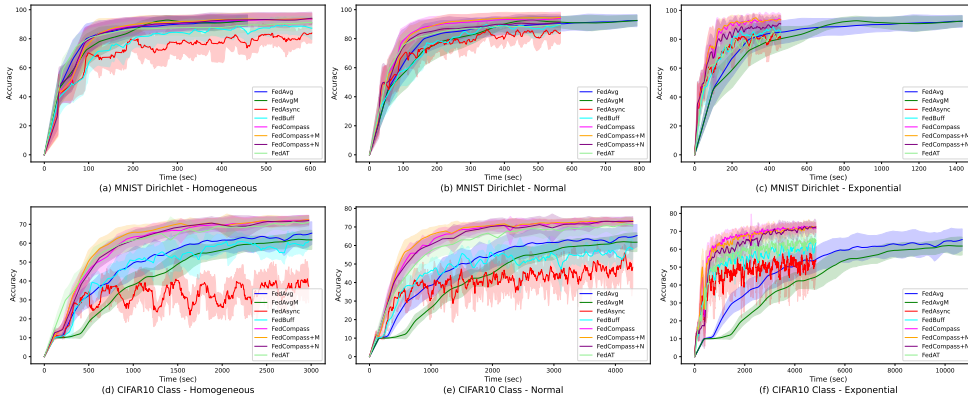 Accuracy
100
80
60
40
20
0
0 100 200 300 400 500 600
Time (sec)
FedAvg
FedAvgM
FedAsync
FedBuff
FedCompass
FedCompass+M
FedCompass+N
FedAT
(a) MNIST Dirichlet - Homogeneous
Accuracy
100
80
60
40
20
0
0 100 200 300 400 500 600 700 800
Time (sec)
FedAvg
FedAvgM
FedAsync
FedBuff
FedCompass
FedCompass+M
FedCompass+N
FedAT
(b) MNIST Dirichlet - Normal
Accuracy
100
80
60
40
20
0
0 200 400 600 800 1000 1200 1400
Time (sec)
FedAvg
FedAvgM
FedAsync
FedBuff
FedCompass
FedCompass+M
FedCompass+N
FedAT
(c) MNIST Dirichlet - Exponential
Accuracy
70
60
50
40
30
20
10
0
0 500 1000 1500 2000 2500 3000
Time (sec)
FedAvg
FedAvgM
FedAsync
FedBuff
FedCompass
FedCompass+M
FedCompass+N
FedAT
(d) CIFAR10 Class - Homogeneous
Accuracy
80
70
60
50
40
30
20
10
0
0 1000 2000 3000 4000
Time (sec)
FedAvg
FedAvgM
FedAsync
FedBuff
FedCompass
FedCompass+M
FedCompass+N
FedAT
(e) CIFAR10 Class - Normal
Accuracy
80
70
60
50
40
30
20
10
0
0 2000 4000 6000 8000 10000
Time (sec)
FedAvg
FedAvgM
FedAsync
FedBuff
FedCompass
FedCompass+M
FedCompass+N
FedAT
(f) CIFAR10 Class - Exponential